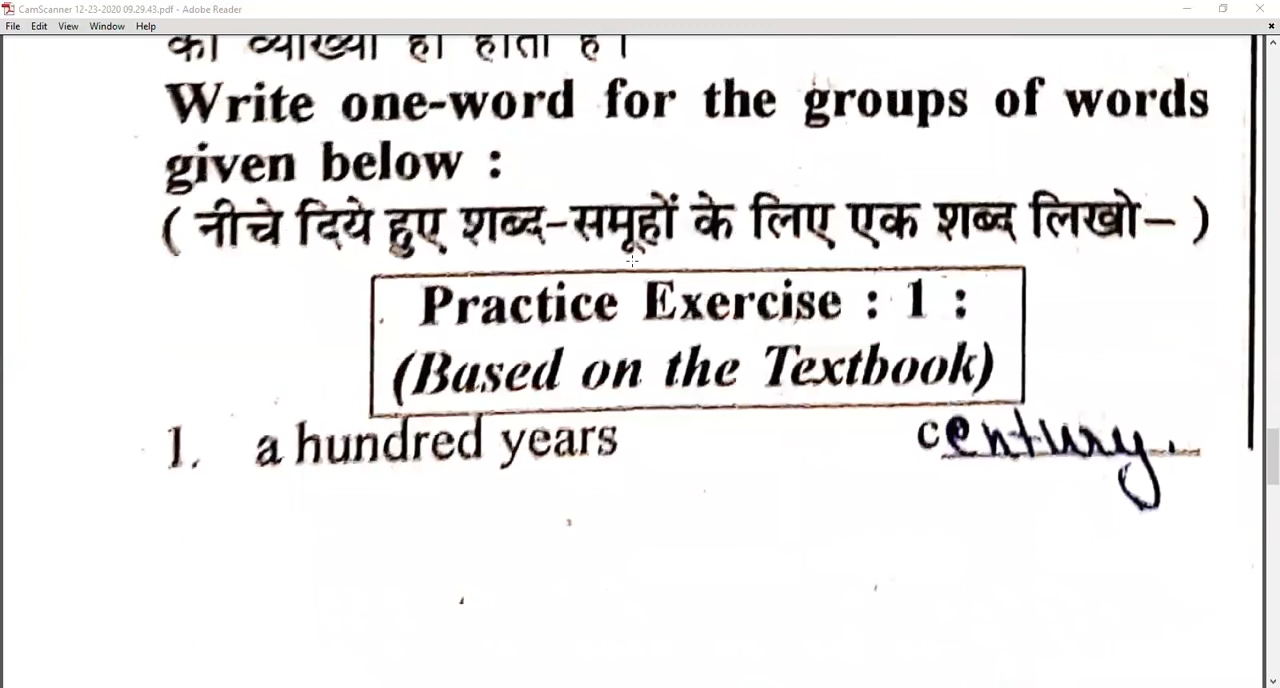 CamScanner 12-23-2020 09.29.43.pdf - Adobe Reader
File Edit View Window Help
की व्याख्या ही होती है।
Write one-word for the groups of words
given below :
( नीचे दिये हुए शब्द-समूहों के लिए एक शब्द लिखो– )
Practice Exercise : 1 :
(Based on the Textbook)
1. a hundred years century.